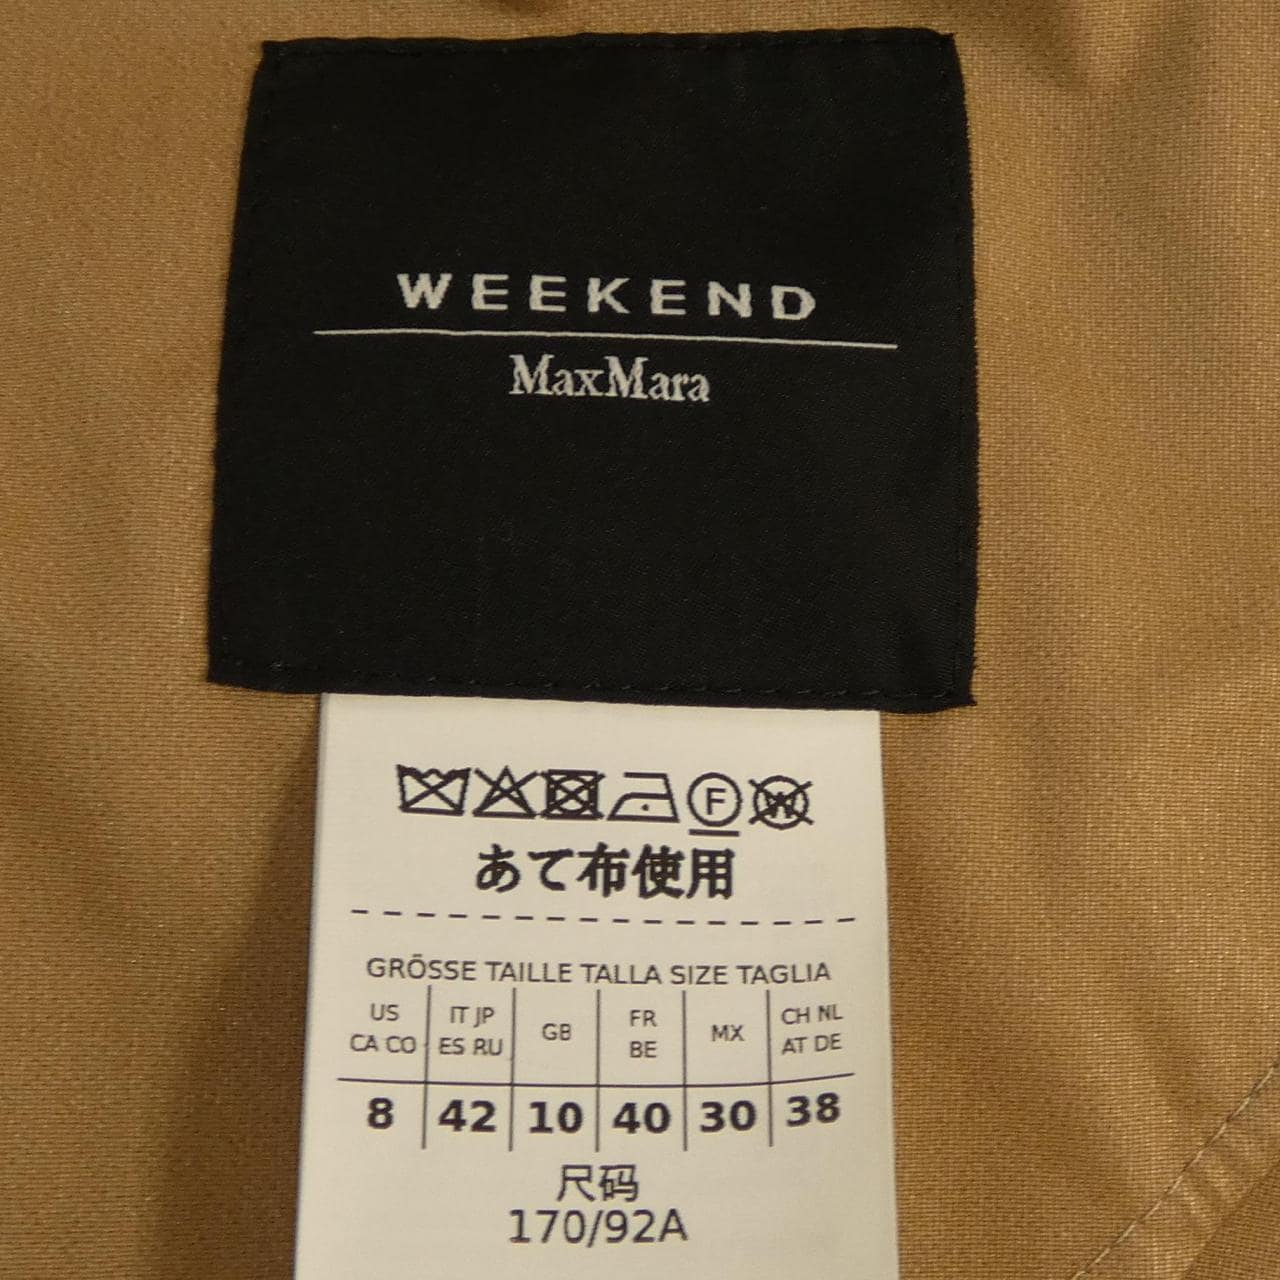 WEEKEND
MaxMara
F W
あて布使用
GRÖSSE TAILLE TALLA SIZE TAGLIA
US IT JP GB FR MX CH NL
CA CO ES RU BE AT DE
8 42 10 40 30 38
尺码
170/92A